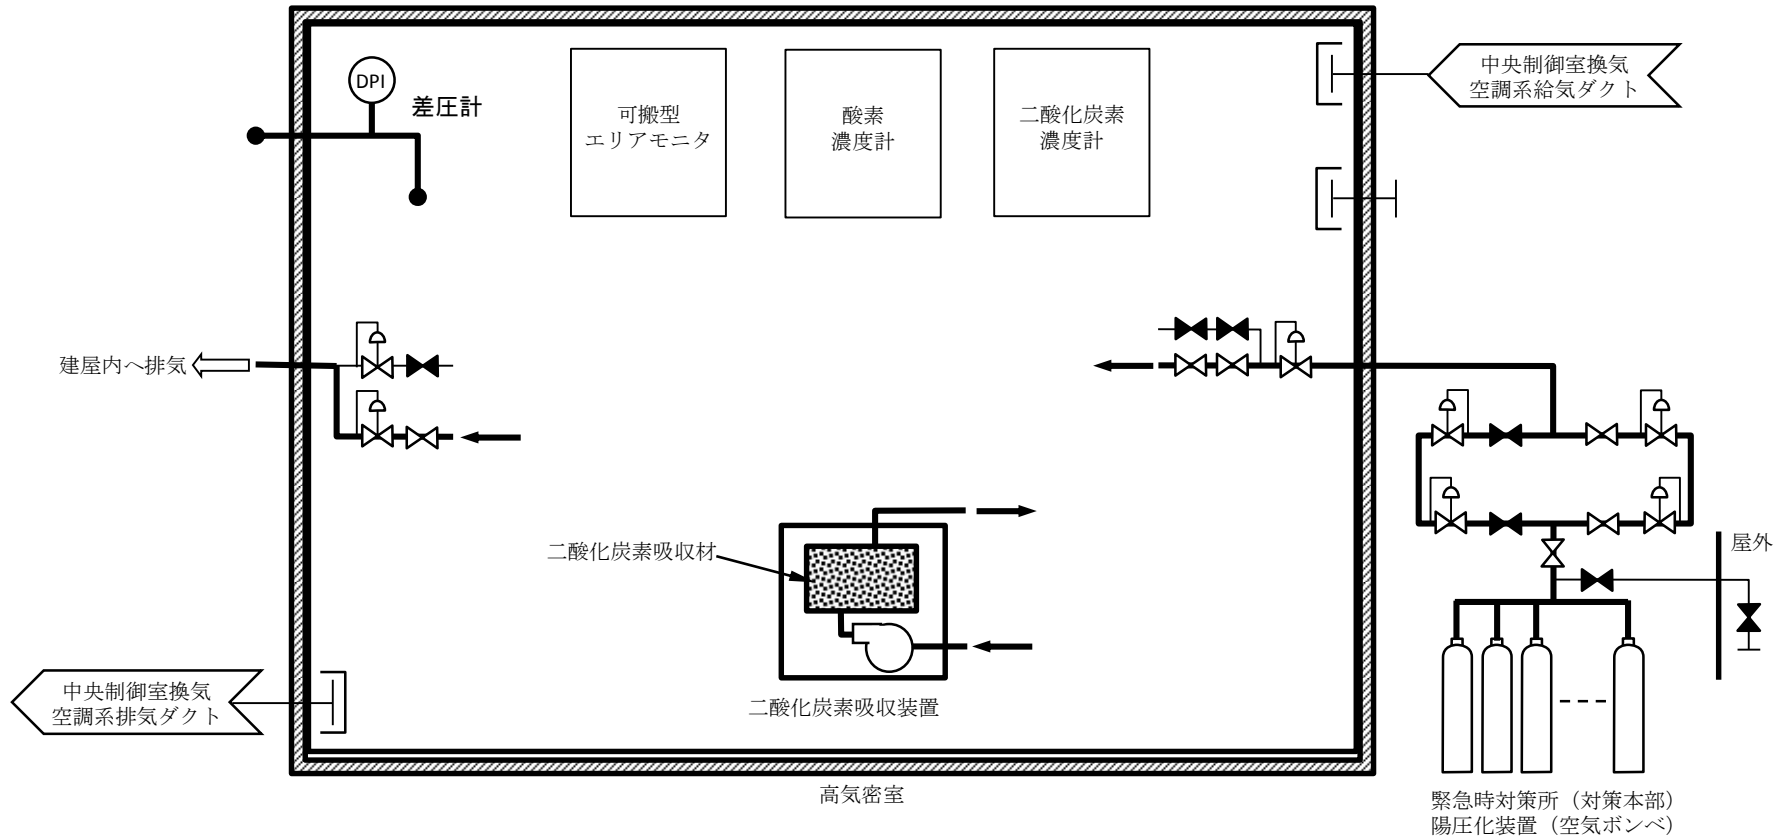 DPI
差圧計
可搬型
エリアモニタ
酸素
濃度計
二酸化炭素
濃度計
中央制御室換気
空調系給気ダクト
建屋内へ排気
二酸化炭素吸収材
屋外
中央制御室換気
空調系排気ダクト
二酸化炭素吸収装置
高気密室
緊急時対策所（対策本部）
陽圧化装置（空気ボンベ）